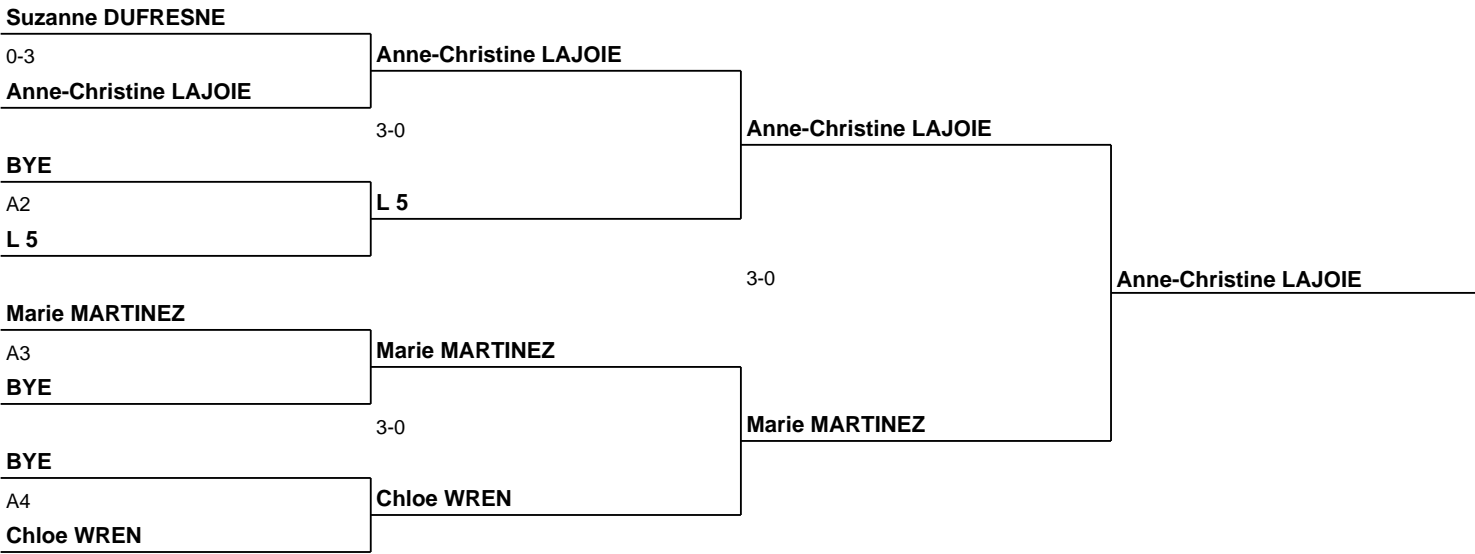 Suzanne DUFRESNE
0-3
Anne-Christine LAJOIE
Anne-Christine LAJOIE
3-0
Anne-Christine LAJOIE
BYE
A2
L 5
L 5
3-0
Anne-Christine LAJOIE
Marie MARTINEZ
A3
Marie MARTINEZ
BYE
3-0
Marie MARTINEZ
BYE
A4
Chloe WREN
Chloe WREN